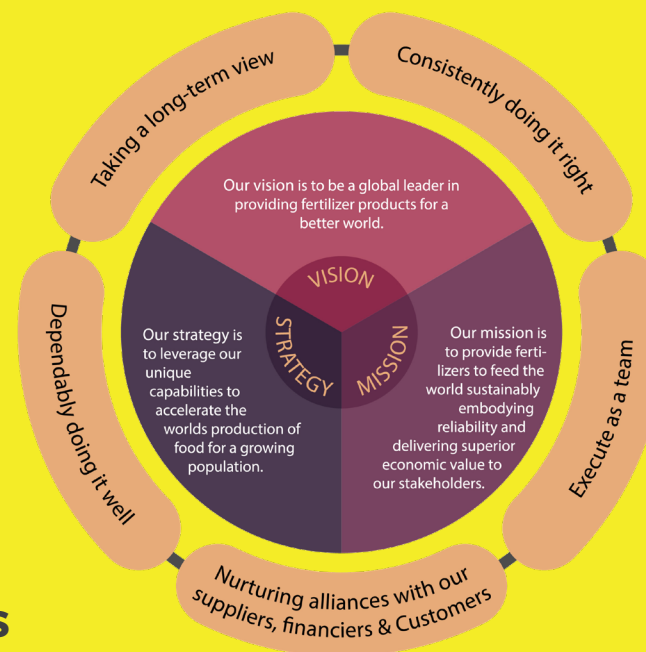 Taking a long-term view
Consistently doing it right
Our vision is to be a global leader in
providing fertilizer products for a
better world.
VISION
STRATEGY
MISSION
Our strategy is
to leverage our
unique
capabilities to
accelerate the
worlds production of
food for a growing
population.
Our mission is
to provide ferti-
lizers to feed the
world sustainably
embodying
reliability and
delivering superior
economic value to
our stakeholders.
Dependably doing it well
Execute as a team
Nurturing alliances with our
suppliers, financiers & Customers
s